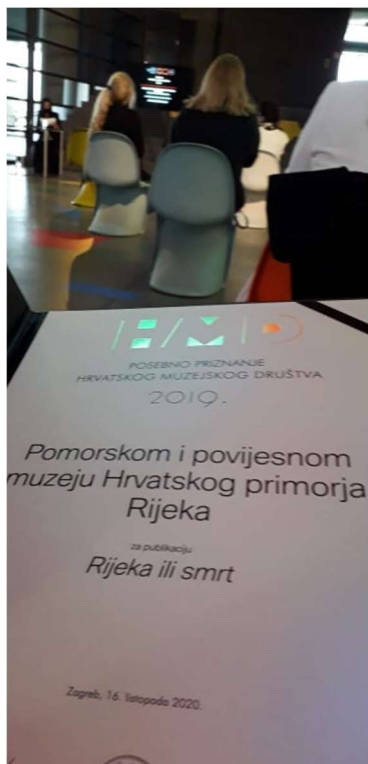 POSEBNO PRIZNANJE
HRVATSKOG MUZEJSKOG DRUŠTVA
2019.
Pomorskom i povijesnom
muzeju Hrvatskog primorja
Rijeka
za publikaciju
Rijeka ili smrt
Zagreb, 16. listopada 2020.